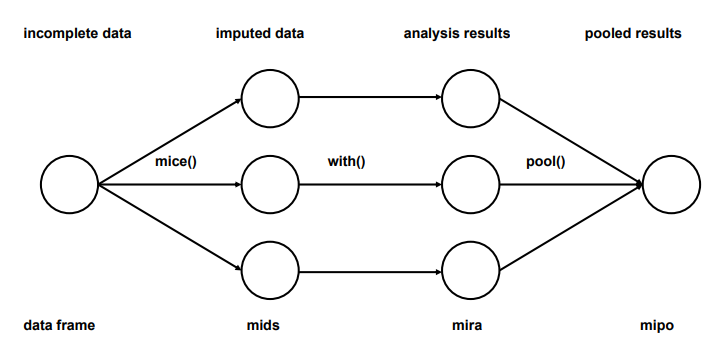 incomplete data
imputed data
analysis results
pooled results
mice()
with()
pool()
data frame
mids
mira
mipo